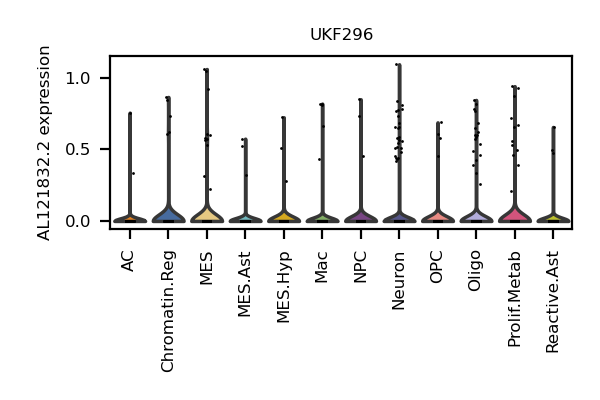 UKF296
AL121832.2 expression
1.0
0.5
0.0
AC
Chromatin.Reg
MES
MES.Ast
MES.Hyp
Mac
NPC
Neuron
OPC
Oligo
Prolif.Metab
Reactive.Ast